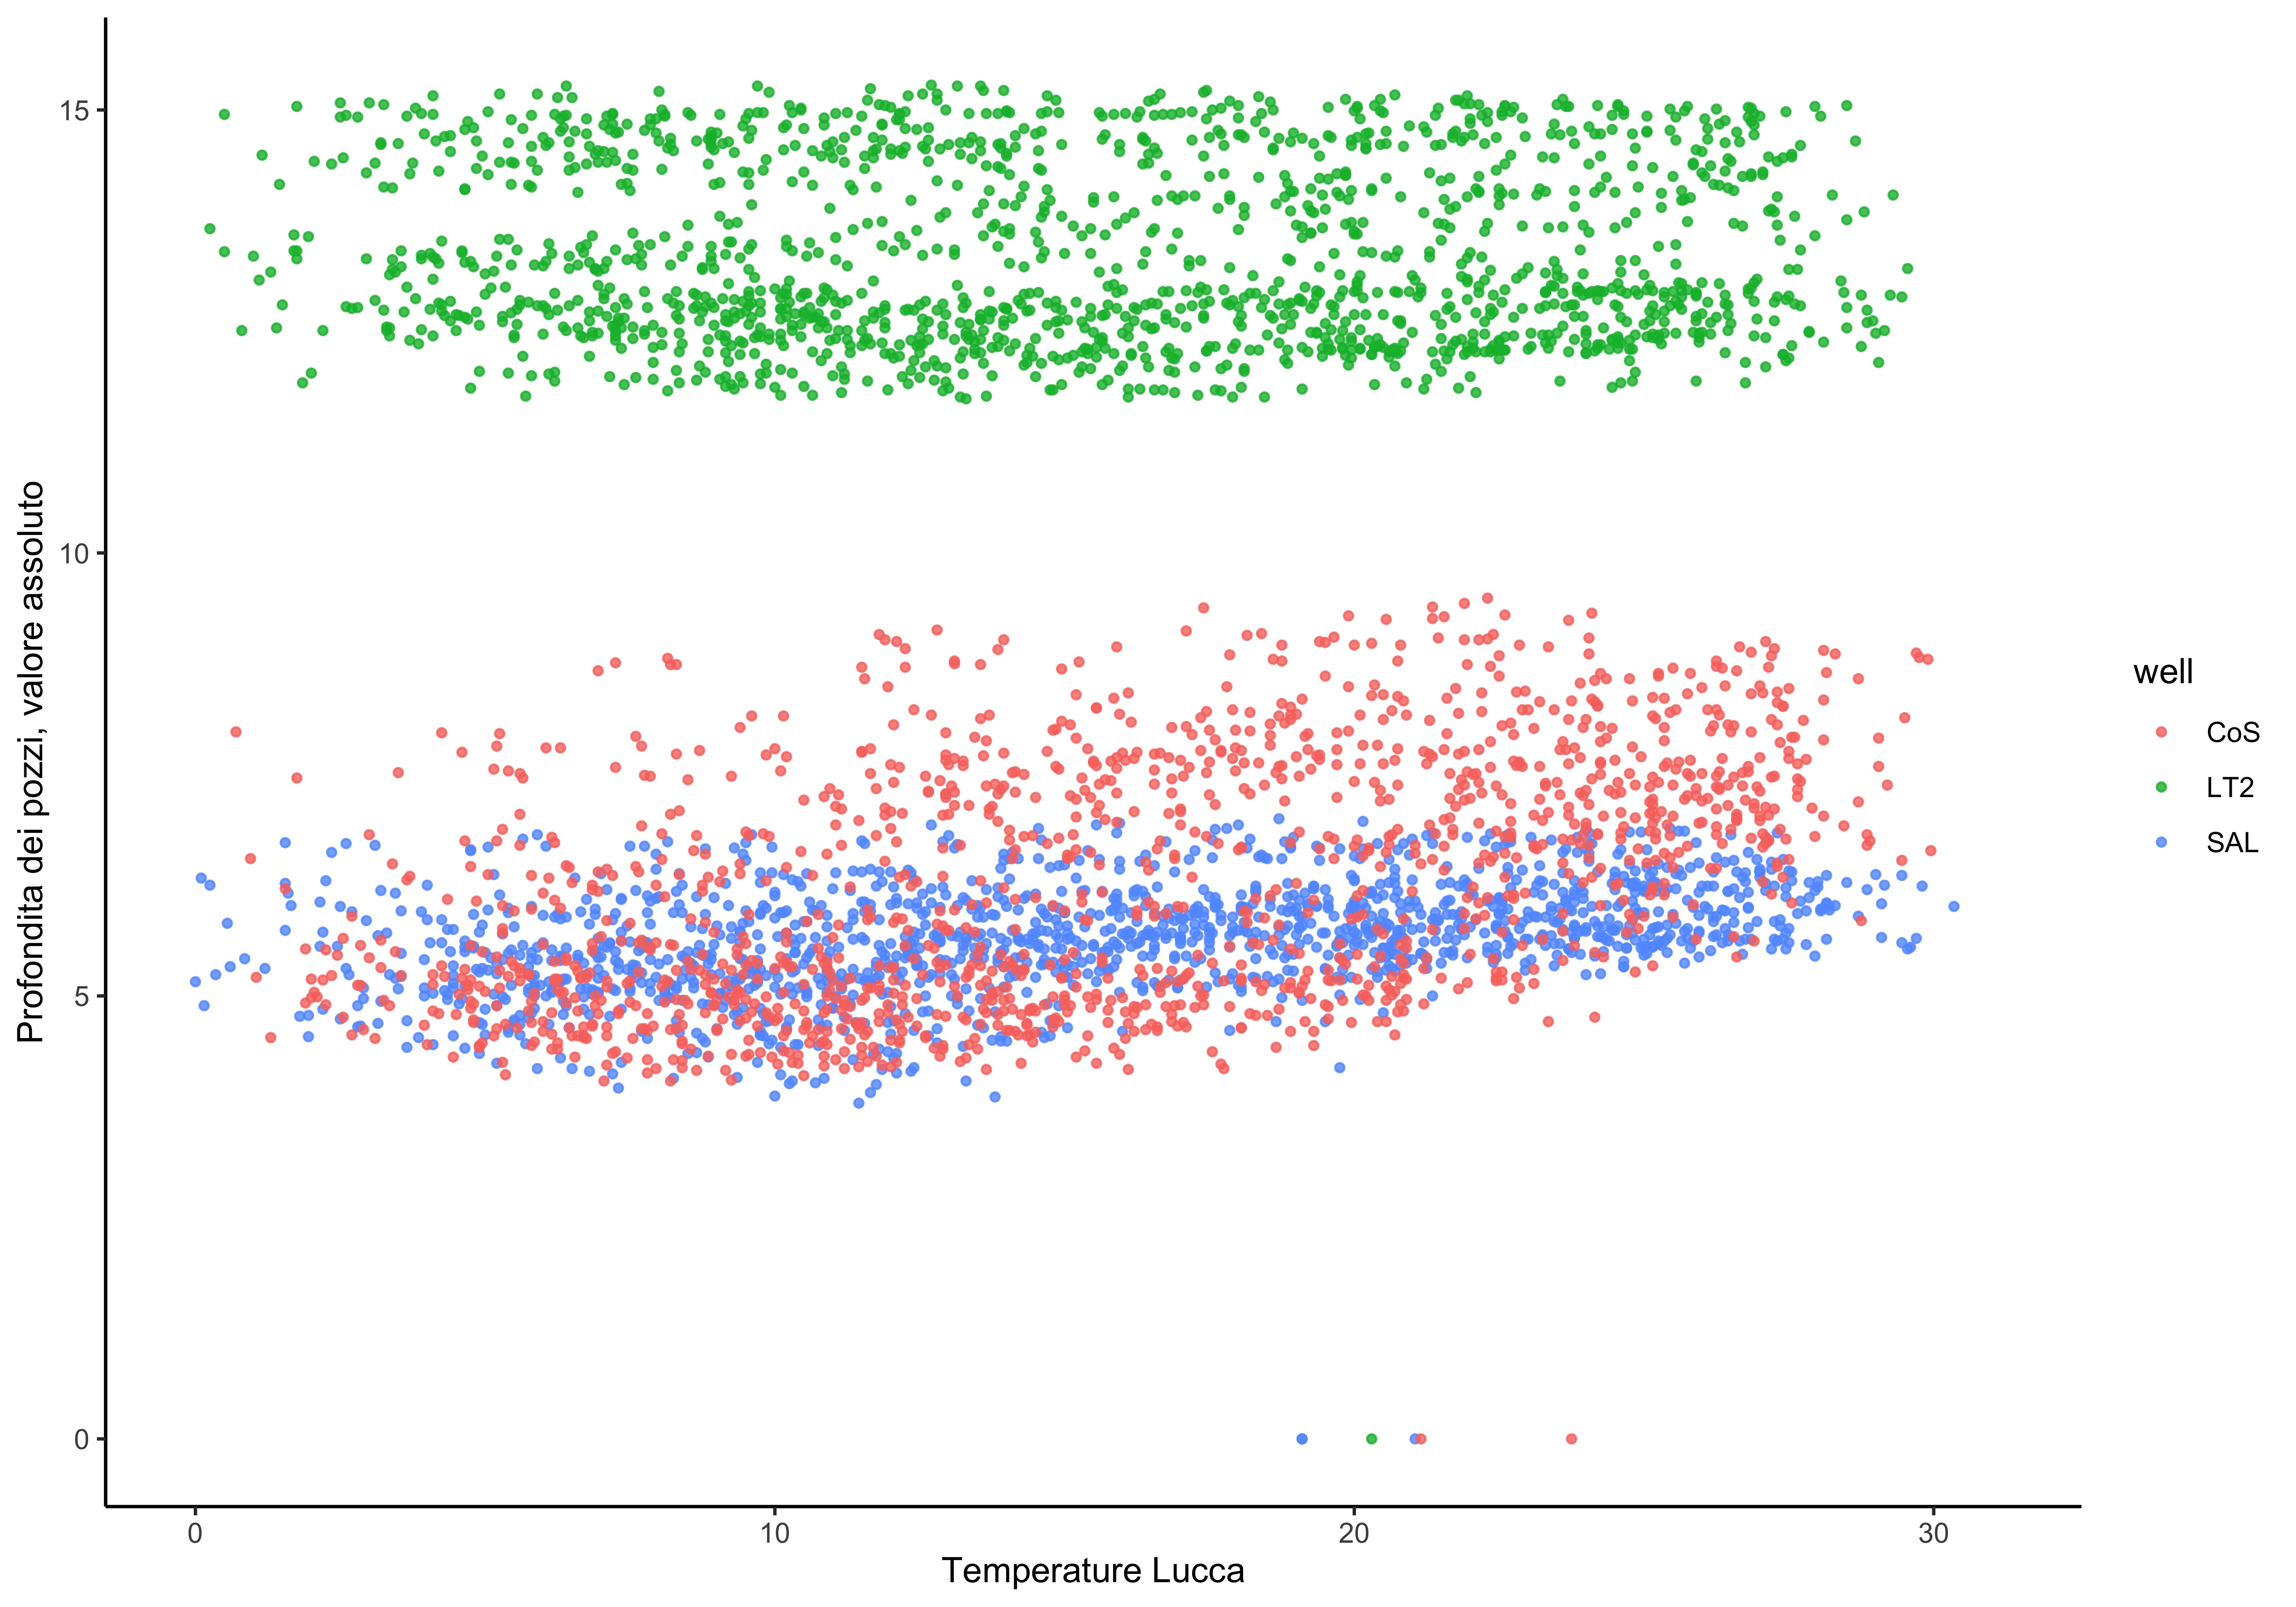 15
10
5
0
Profondita dei pozzi, valore assoluto
0
10
20
30
Temperature Lucca
well
CoS
LT2
SAL